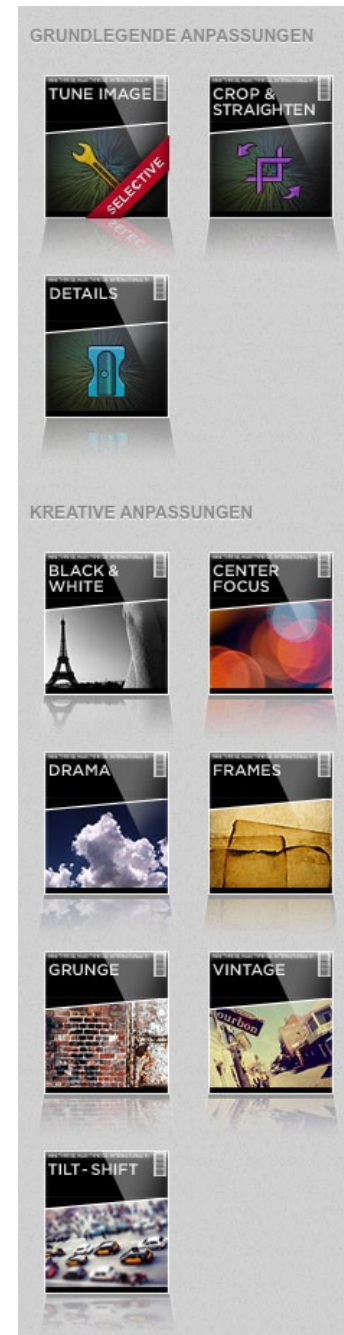 GRUNDLEGENDE ANPASSUNGEN
TUNE IMAGE
SELECTIVE
CROP &
STRAIGHTEN
DETAILS
KREATIVE ANPASSUNGEN
BLACK &
WHITE
CENTER
FOCUS
DRAMA
FRAMES
GRUNGE
VINTAGE
Bourbon
TILT-SHIFT